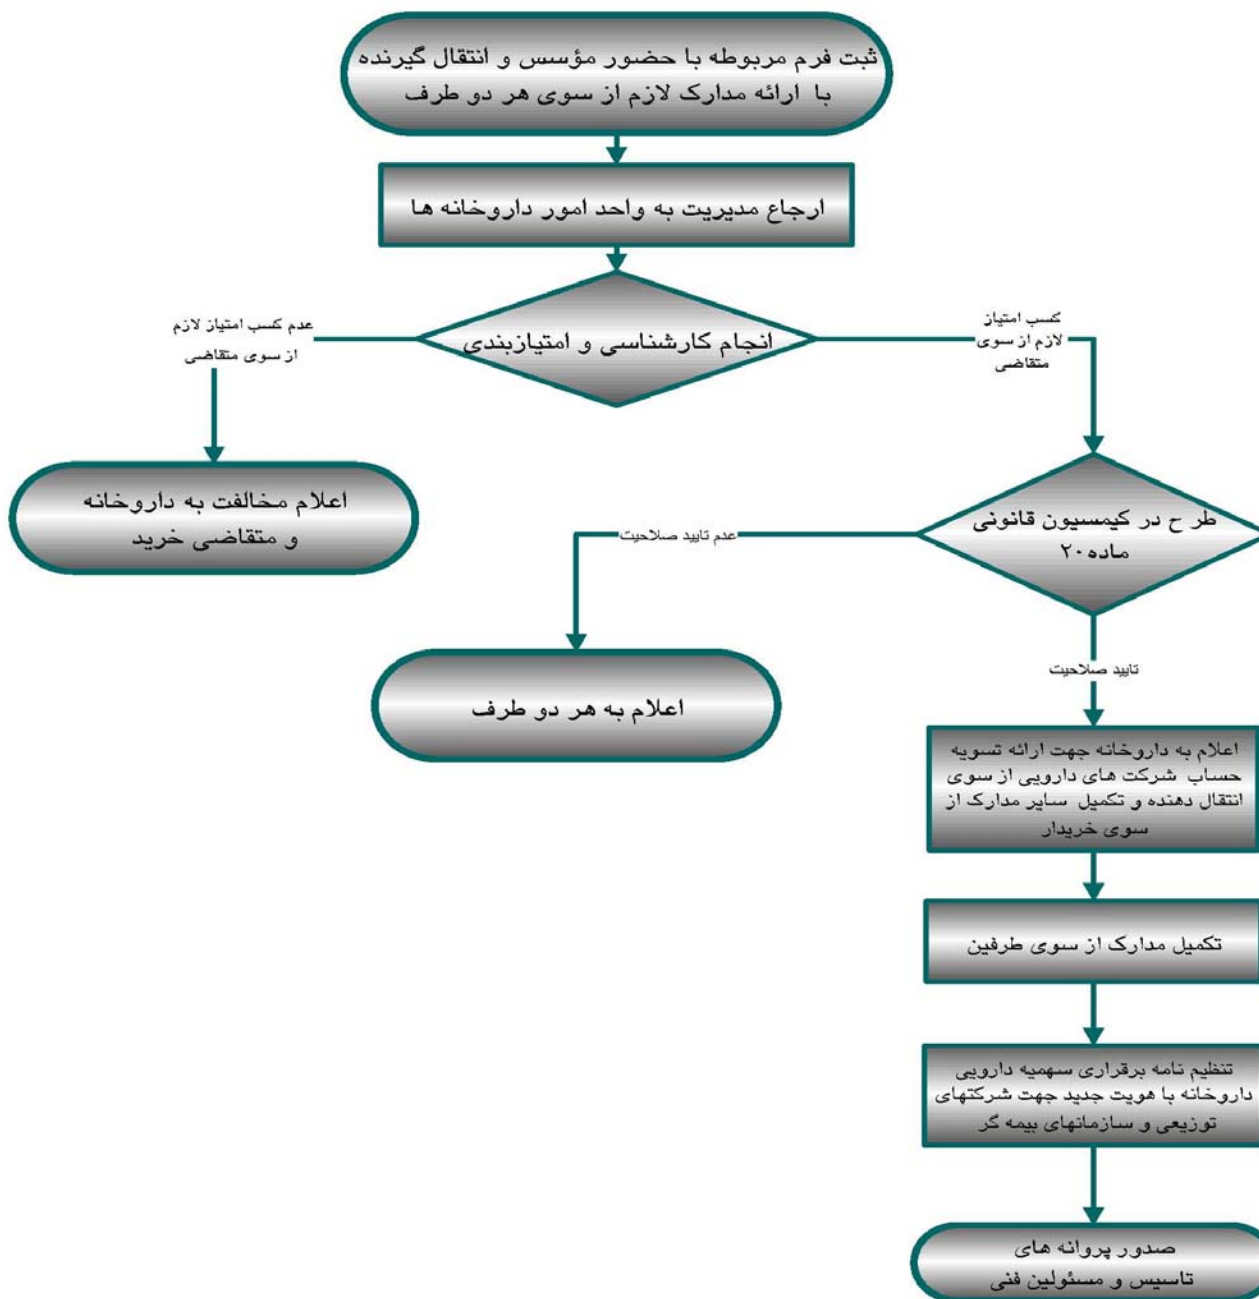 ثبت فرم مربوطه با حضور مؤسس و انتقال گیرنده
با ارائه مدارک لازم از سوی هر دو طرف
ارجاع مدیریت به واحد امور داروخانه ها
انجام کارشناسی و امتیازبندی
کسب امتیاز
لازم از سوی
متقاضی
عدم کسب امتیاز لازم
از سوی متقاضی
اعلام مخالفت به داروخانه
و متقاضی خرید
طرح در کیمسیون قانونی
ماده ۲۰
عدم تایید صلاحیت
اعلام به هر دو طرف
تایید صلاحیت
اعلام به داروخانه جهت ارائه تسویه
حساب شرکت های دارویی از سوی
انتقال دهنده و تکمیل سایر مدارک از
سوی خریدار
تکمیل مدارک از سوی طرفین
تنظیم نامه برقراری سهمیه دارویی
داروخانه با هویت جدید جهت شرکتهای
توزیعی و سازمانهای بیمه گر
صدور پروانه های
تاسیس و مسئولین فنی